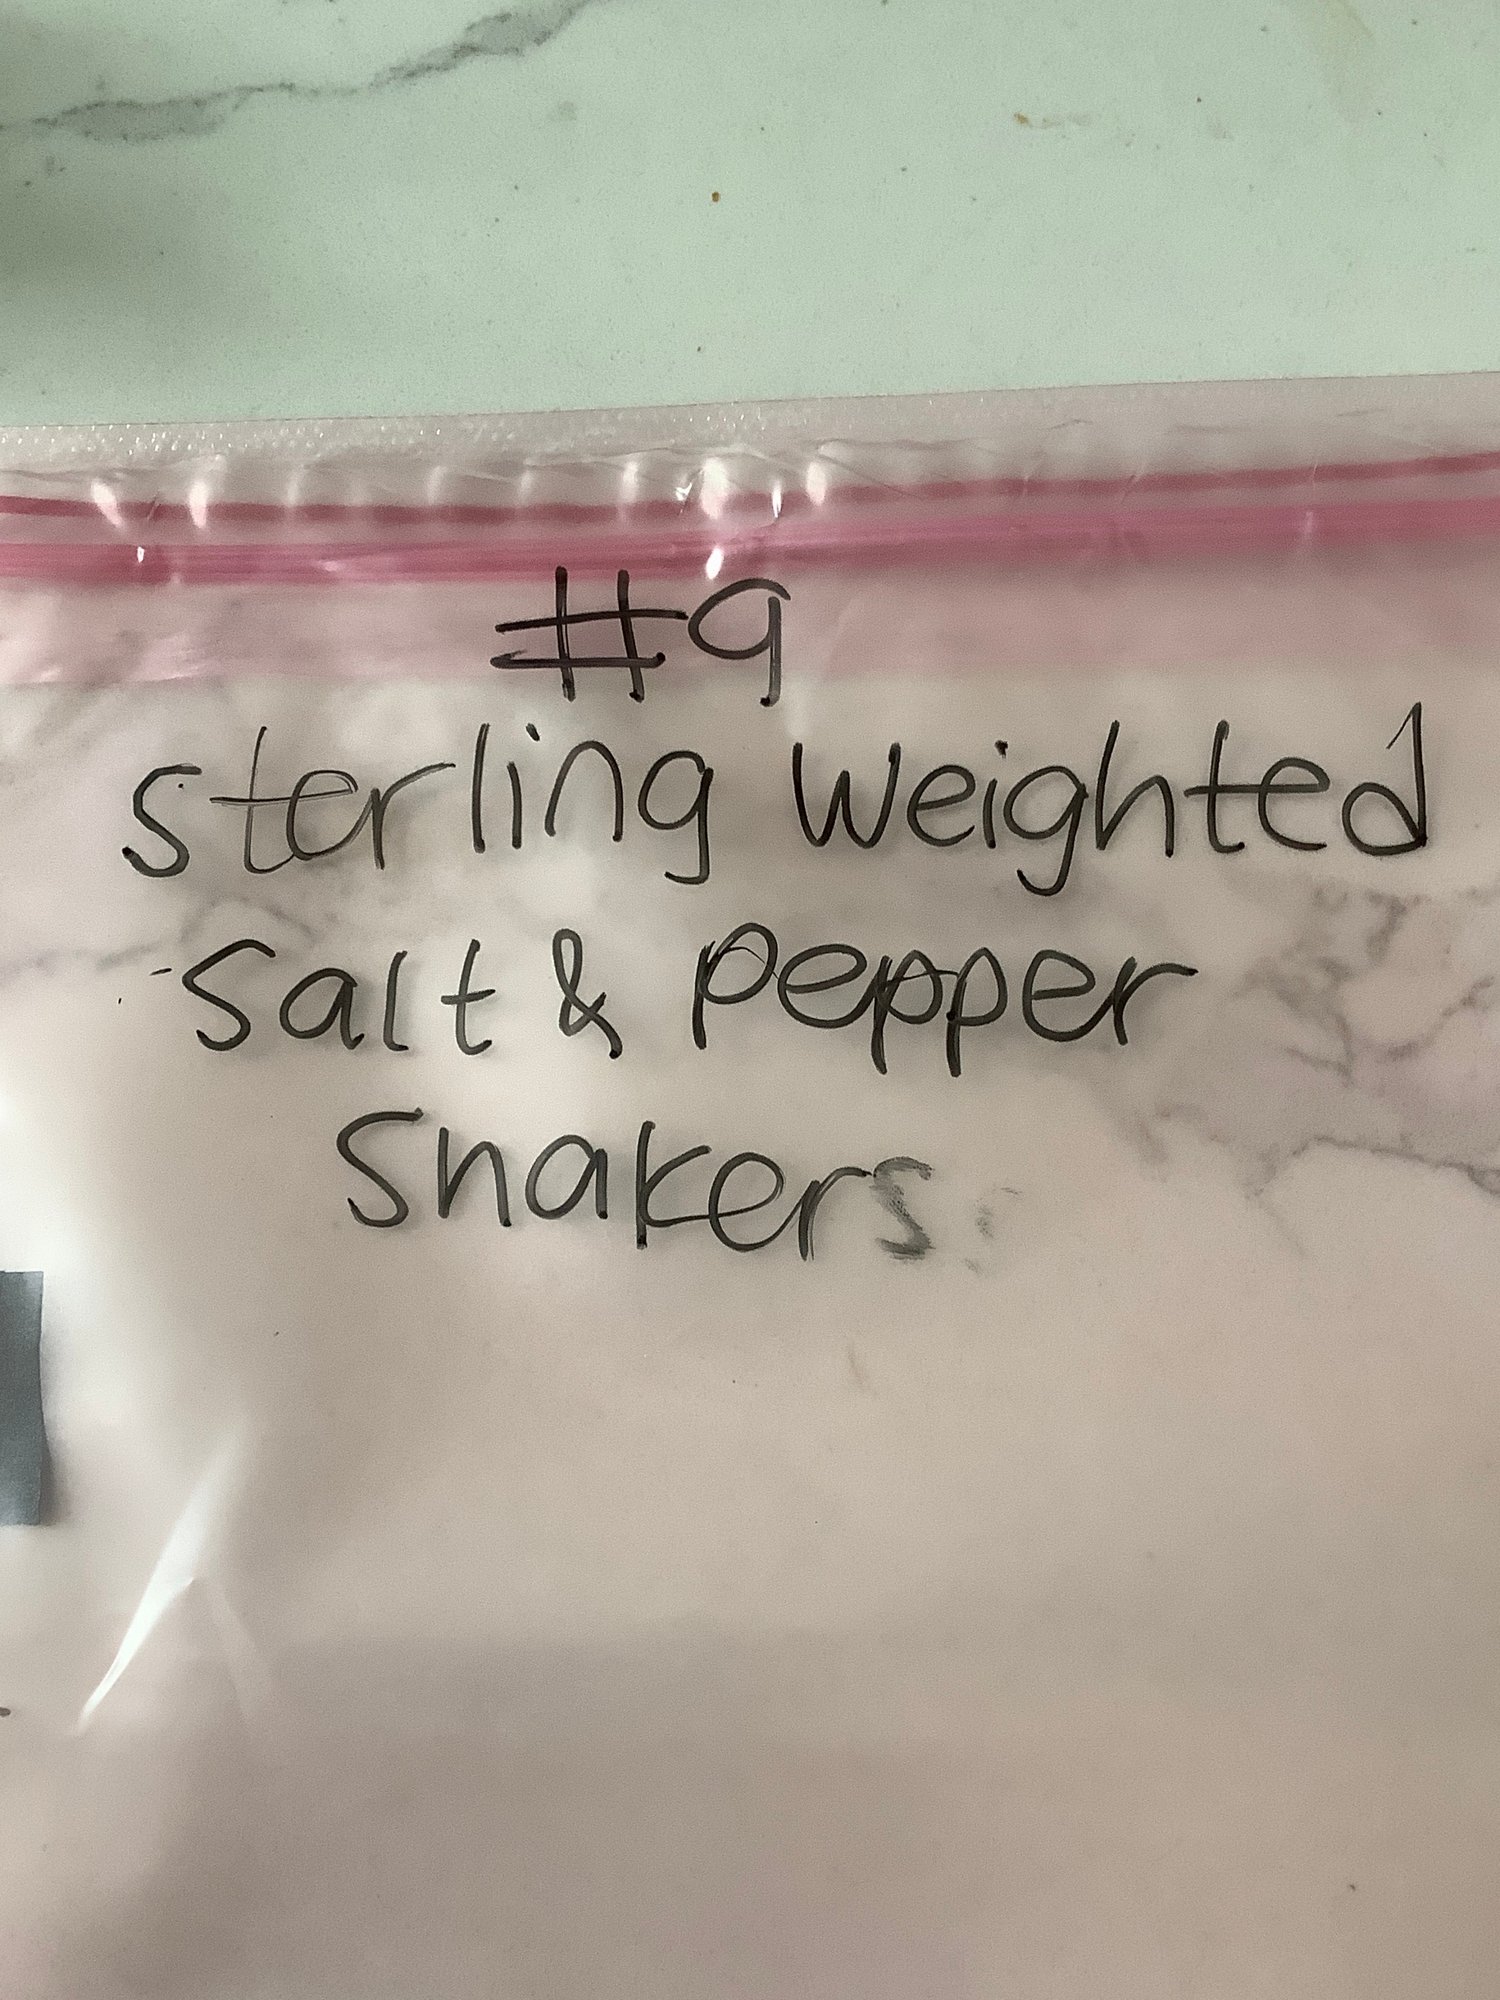 #9
Sterling Weighted
Salt & Pepper
Shakers